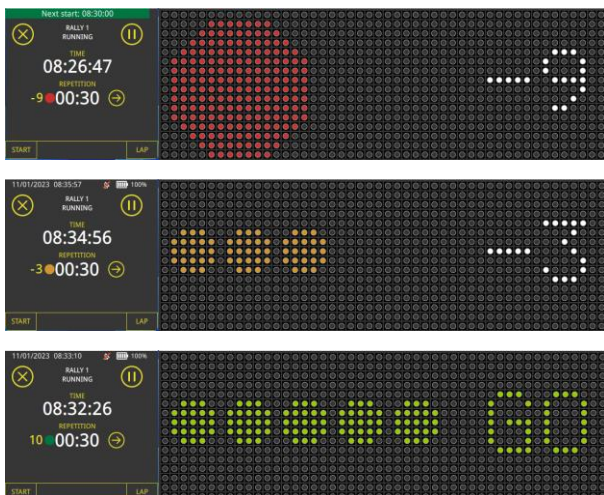 Next start: 08:30:00
RALLY 1
RUNNING
TIME
08:26:47
REPETITION
-9 00:30
START LAP
-9
11/01/2023 08:35:57 100%
RALLY 1
RUNNING
TIME
08:34:56
REPETITION
-3 00:30
START LAP
-3
11/01/2023 08:33:10 100%
RALLY 1
RUNNING
TIME
08:32:26
REPETITION
10 00:30
START LAP
GO